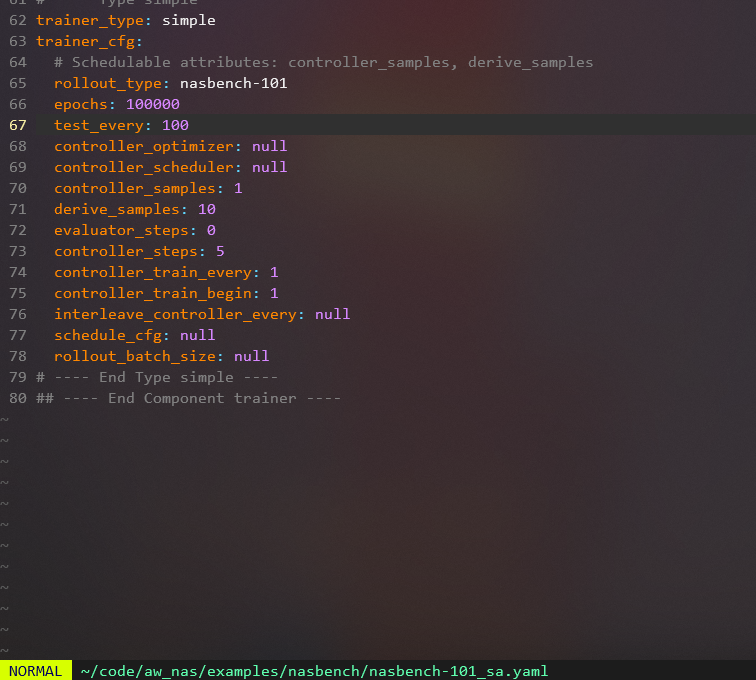 61 # Type simple
62 trainer_type: simple
63 trainer_cfg:
64 # Schedulable attributes: controller_samples, derive_samples
65 rollout_type: nasbench-101
66 epochs: 100000
67 test_every: 100
68 controller_optimizer: null
69 controller_scheduler: null
70 controller_samples: 1
71 derive_samples: 10
72 evaluator_steps: 0
73 controller_steps: 5
74 controller_train_every: 1
75 controller_train_begin: 1
76 interleave_controller_every: null
77 schedule_cfg: null
78 rollout_batch_size: null
79 # ---- End Type simple ----
80 ## ---- End Component trainer ----
~
~
~
~
~
~
~
~
~
~
~
~
NORMAL ~/code/aw_nas/examples/nasbench/nasbench-101_sa.yaml